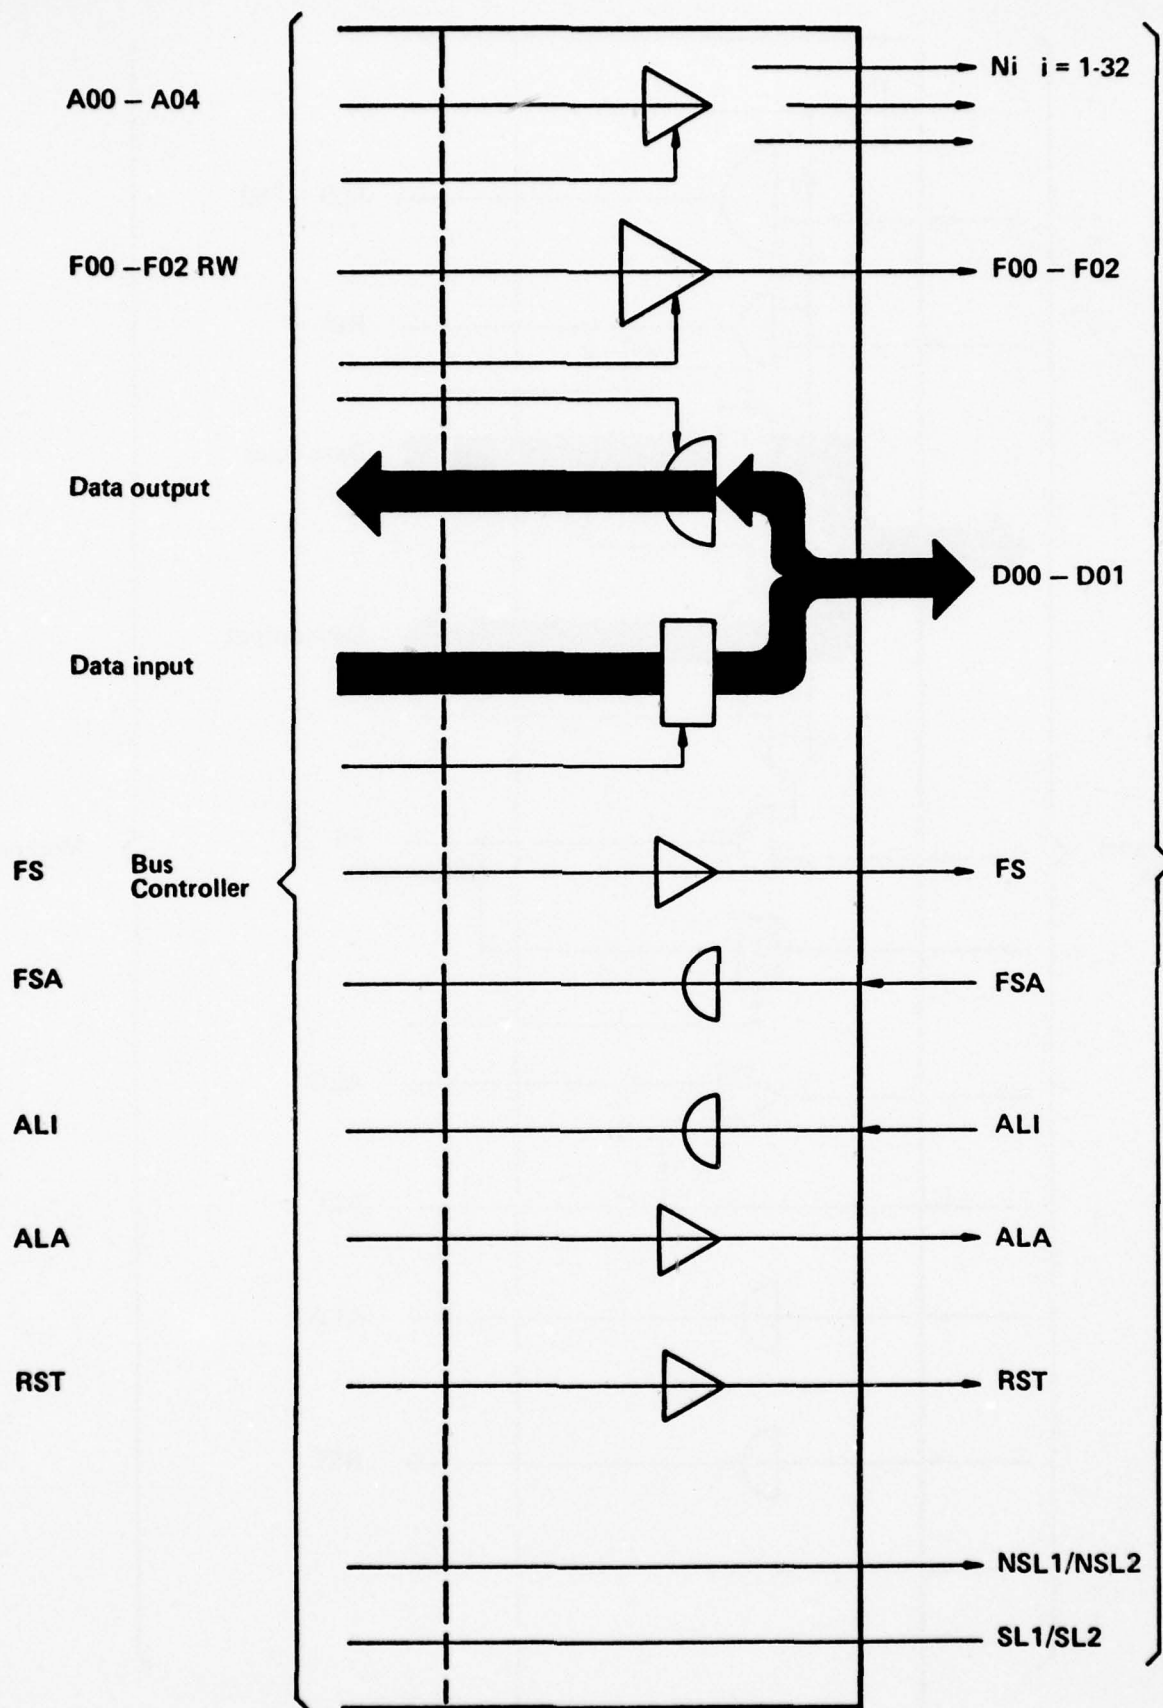 A00 – A04
Ni i = 1-32
F00 – F02 RW
F00 – F02
Data output
D00 – D01
Data input
FS
Bus
Controller
FS
FSA
FSA
ALI
ALI
ALA
ALA
RST
RST
NSL1/NSL2
SL1/SL2